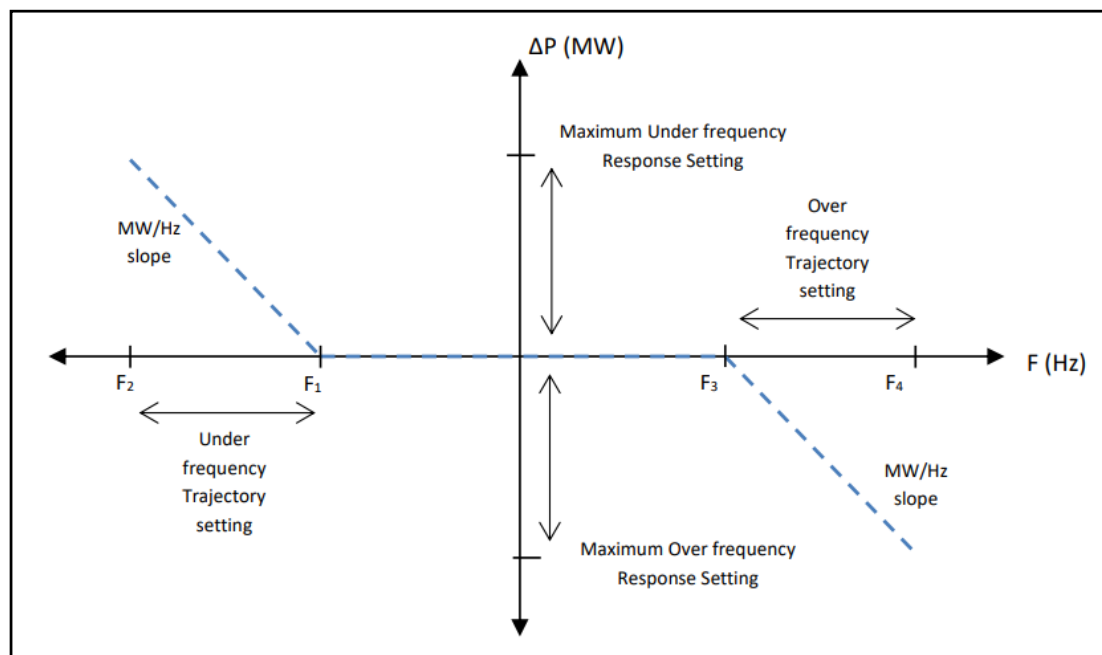 ΔP (MW)
Maximum Under frequency
Response Setting
MW/Hz
slope
Over
frequency
Trajectory
setting
F₂
F₁
F₃
F₄
F (Hz)
Under
frequency
Trajectory
setting
MW/Hz
slope
Maximum Over frequency
Response Setting